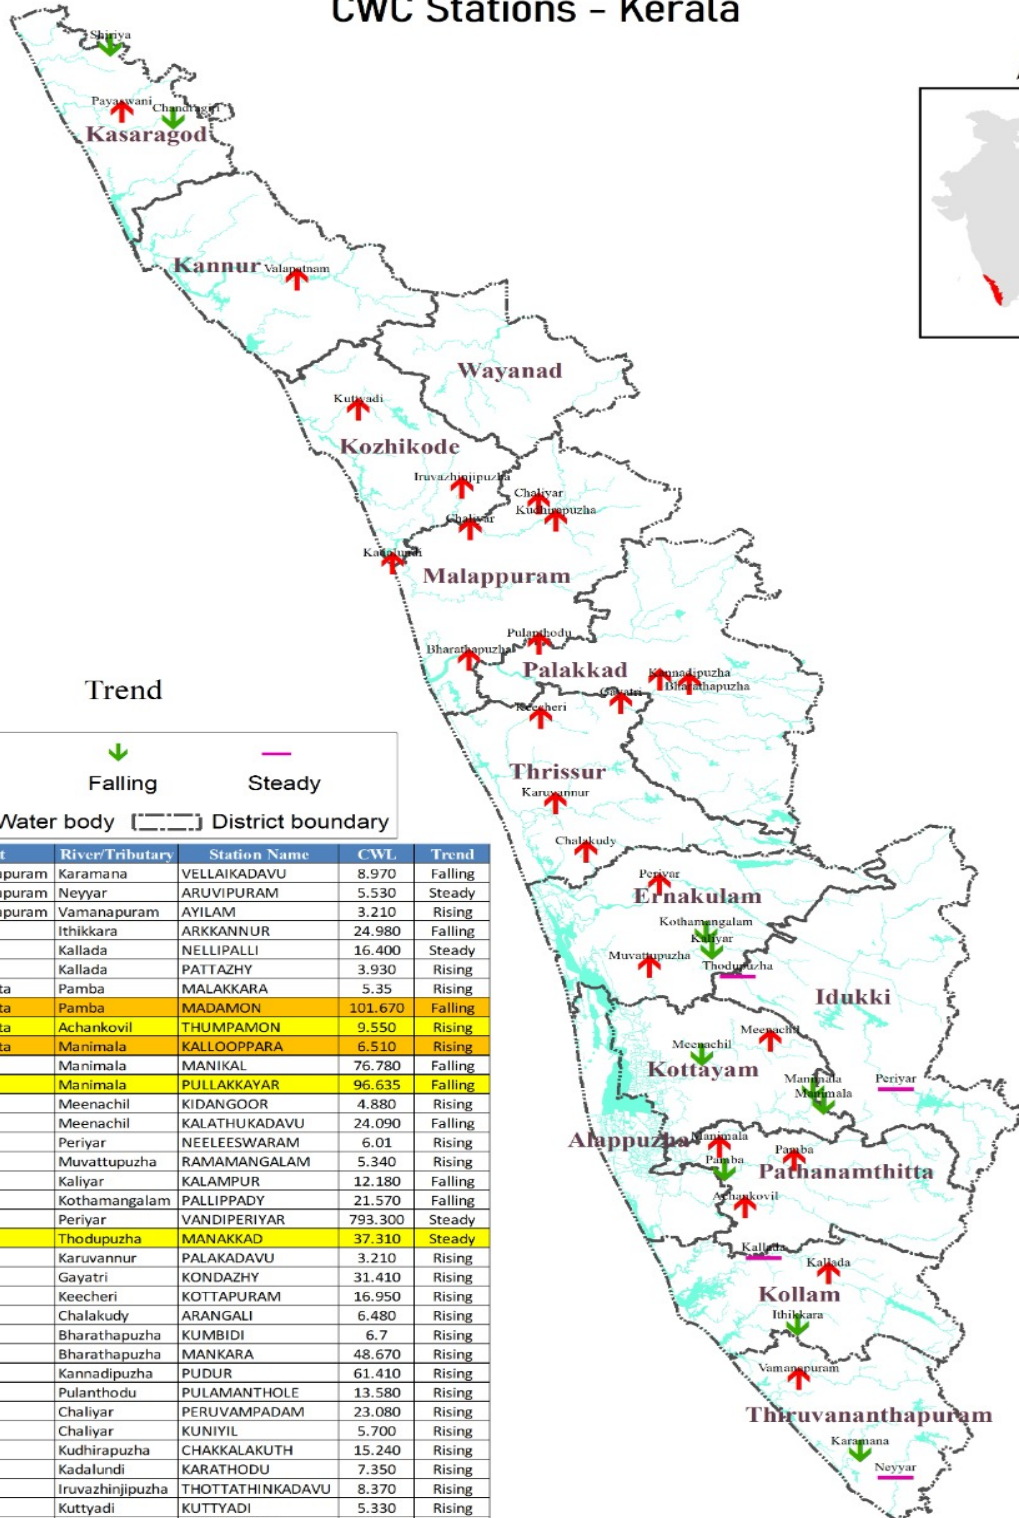 CWC Stations - Kerala
Shiriya
Payaswani
Chandragiri
Kasaragod
Kannur
Valapatnam
Wayanad
Kuttyadi
Kozhikode
Iruvazhinjipuzha
Chaliyar
Kudhirapuzha
Chaliyar
Kadalundi
Malappuram
Pulanthodu
Bharathapuzha
Palakkad
Kannadipuzha
Bharathapuzha
Gayatri
Keecheri
Thrissur
Karuvannur
Chalakudy
Periyar
Ernakulam
Kothamangalam
Kaliyar
Muvattupuzha
Thodupuzha
Idukki
Meenachil
Meenachil
Kottayam
Manimala
Manimala
Periyar
Alappuzha
Manimala
Pamba
Pamba
Pathanamthitta
Achankovil
Kallada
Kallada
Kollam
Ithikkara
Vamanapuram
Thiruvananthapuram
Karamana
Neyyar
Trend
Falling Steady
Water body District boundary
t River/Tributary Station Name CWL Trend
apuram Karamana VELLAIKADAVU 8.970 Falling
apuram Neyyar ARUVIPURAM 5.530 Steady
apuram Vamanapuram AYILAM 3.210 Rising
Ithikkara ARKKANNUR 24.980 Falling
Kallada NELLIPALLI 16.400 Steady
Kallada PATTAZHY 3.930 Rising
ta Pamba MALAKKARA 5.35 Rising
ta Pamba MADAMON 101.670 Falling
ta Achankovil THUMPAMON 9.550 Rising
ta Manimala KALLOOPPARA 6.510 Rising
Manimala MANIKAL 76.780 Falling
Manimala PULLAKKAYAR 96.635 Falling
Meenachil KIDANGOOR 4.880 Rising
Meenachil KALATHUKADAVU 24.090 Falling
Periyar NEELEESWARAM 6.01 Rising
Muvattupuzha RAMAMANGALAM 5.340 Rising
Kaliyar KALAMPUR 12.180 Falling
Kothamangalam PALLIPPADY 21.570 Falling
Periyar VANDIPERIYAR 793.300 Steady
Thodupuzha MANAKKAD 37.310 Steady
Karuvannur PALAKADAVU 3.210 Rising
Gayatri KONDAZHY 31.410 Rising
Keecheri KOTTAPURAM 16.950 Rising
Chalakudy ARANGALI 6.480 Rising
Bharathapuzha KUMBIDI 6.7 Rising
Bharathapuzha MANKARA 48.670 Rising
Kannadipuzha PUDUR 61.410 Rising
Pulanthodu PULAMANTHOLE 13.580 Rising
Chaliyar PERUVAMPADAM 23.080 Rising
Chaliyar KUNIYIL 5.700 Rising
Kudhirapuzha CHAKKALAKUTH 15.240 Rising
Kadalundi KARATHODU 7.350 Rising
Iruvazhinjipuzha THOTTATHINKADAVU 8.370 Rising
Kuttyadi KUTTYADI 5.330 Rising